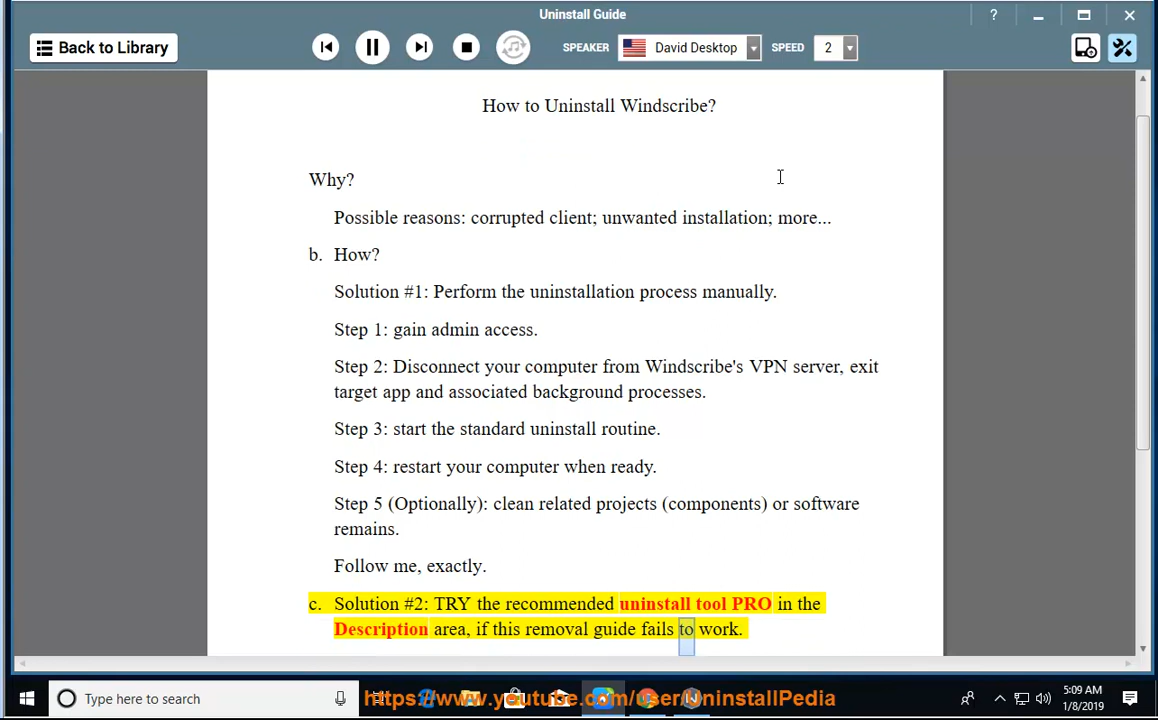 Uninstall Guide
?
Back to Library
SPEAKER
David Desktop
SPEED
2
How to Uninstall Windscribe?
Why?
Possible reasons: corrupted client; unwanted installation; more...
b. How?
Solution #1: Perform the uninstallation process manually.
Step 1: gain admin access.
Step 2: Disconnect your computer from Windscribe's VPN server, exit
target app and associated background processes.
Step 3: start the standard uninstall routine.
Step 4: restart your computer when ready.
Step 5 (Optionally): clean related projects (components) or software
remains.
Follow me, exactly.
c. Solution #2: TRY the recommended uninstall tool PRO in the
Description area, if this removal guide fails to work.
Type here to search
https://www.youtube.com/user/UninstallPedia
5:09 AM
1/8/2019